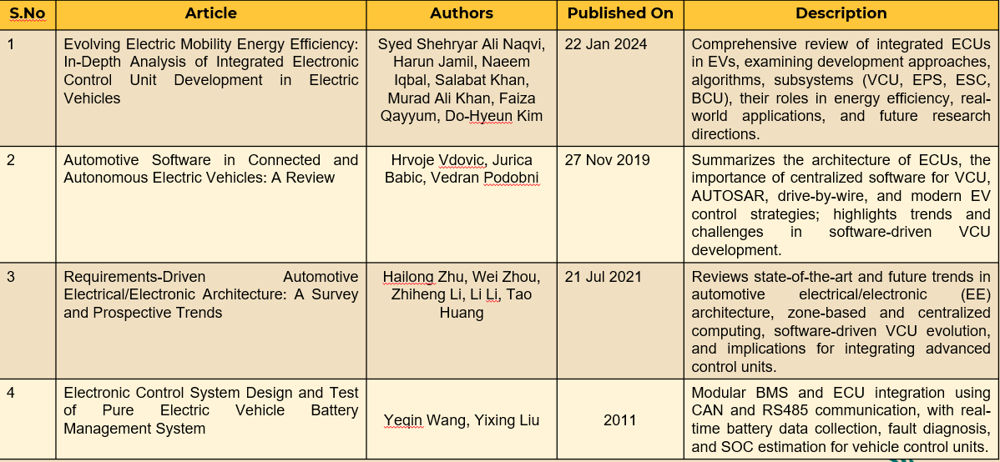 S.No Article Authors Published On Description
1
Evolving Electric Mobility Energy Efficiency:
In-Depth Analysis of Integrated Electronic
Control Unit Development in Electric
Vehicles
Syed Shehryar Ali Naqvi,
Harun Jamil, Naeem
Iqbal, Salabat Khan,
Murad Ali Khan, Faiza
Qayyum, Do-Hyeun Kim
22 Jan 2024
Comprehensive review of integrated ECUs
in EVs, examining development approaches,
algorithms, subsystems (VCU, EPS, ESC,
BCU), their roles in energy efficiency, real-
world applications, and future research
directions.
2
Automotive Software in Connected and
Autonomous Electric Vehicles: A Review
Hrvoje Vdovic, Jurica
Babic, Vedran Podobni
27 Nov 2019
Summarizes the architecture of ECUs, the
importance of centralized software for VCU,
AUTOSAR, drive-by-wire, and modern EV
control strategies; highlights trends and
challenges in software-driven VCU
development.
3
Requirements-Driven Automotive
Electrical/Electronic Architecture: A Survey
and Prospective Trends
Hailong Zhu, Wei Zhou,
Zhiheng Li, Li Li, Tao
Huang
21 Jul 2021
Reviews state-of-the-art and future trends in
automotive electrical/electronic (EE)
architecture, zone-based and centralized
computing, software-driven VCU evolution,
and implications for integrating advanced
control units.
4
Electronic Control System Design and Test
of Pure Electric Vehicle Battery
Management System
Yeqin Wang, Yixing Liu
2011
Modular BMS and ECU integration using
CAN and RS485 communication, with real-
time battery data collection, fault diagnosis,
and SOC estimation for vehicle control units.